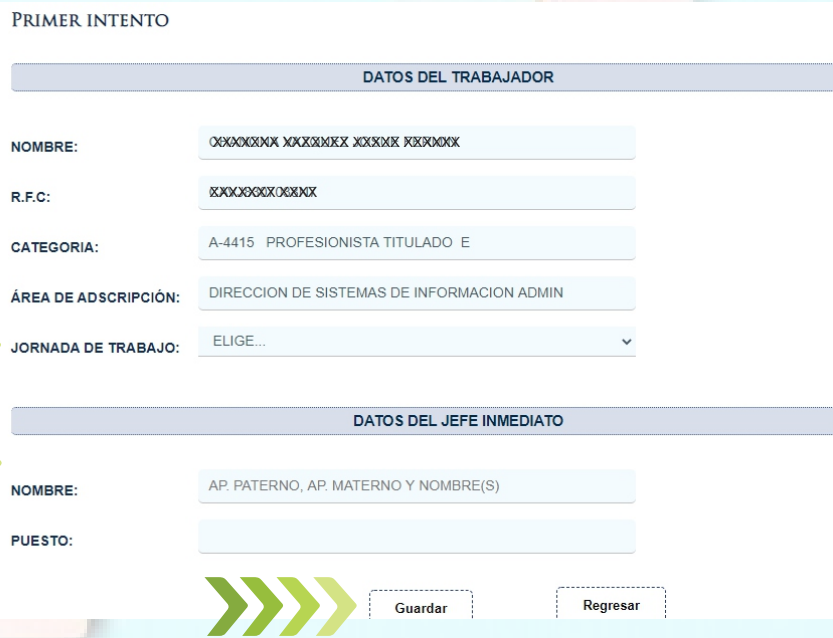 PRIMER INTENTO
DATOS DEL TRABAJADOR
NOMBRE:
R.F.C:
CATEGORIA: A-4415 PROFESIONISTA TITULADO E
ÁREA DE ADSCRIPCIÓN: DIRECCION DE SISTEMAS DE INFORMACION ADMIN
JORNADA DE TRABAJO: ELIGE...
DATOS DEL JEFE INMEDIATO
NOMBRE: AP. PATERNO, AP. MATERNO Y NOMBRE(S)
PUESTO:
Guardar Regresar